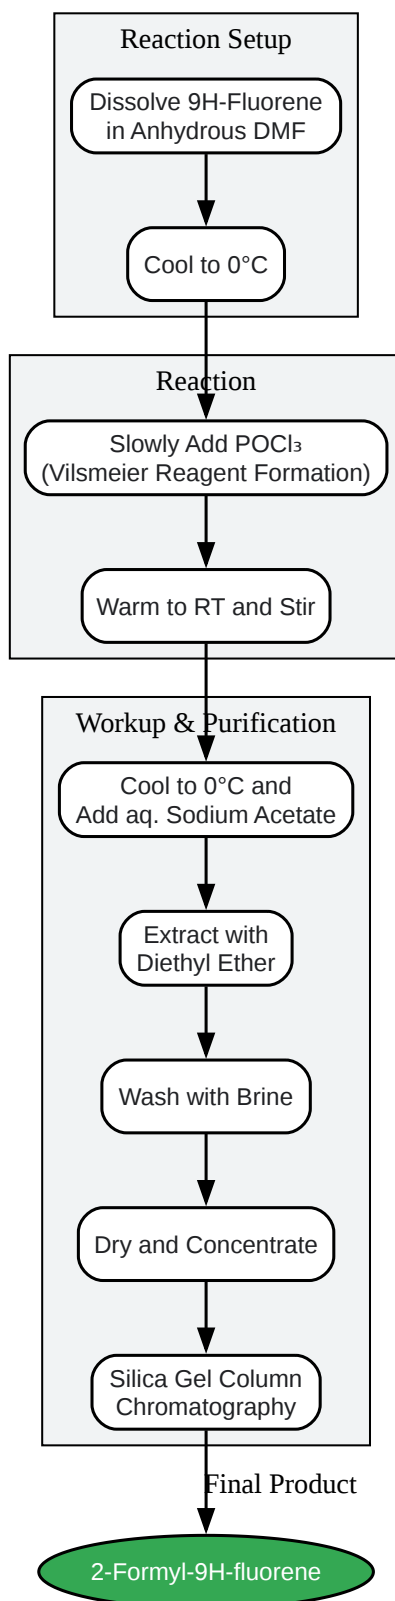 Reaction Setup
Dissolve 9H-Fluorene
in Anhydrous DMF
Cool to 0°C
Reaction
Slowly Add POCl₃
(Vilsmeier Reagent Formation)
Warm to RT and Stir
Workup & Purification
Cool to 0°C and
Add aq. Sodium Acetate
Extract with
Diethyl Ether
Wash with Brine
Dry and Concentrate
Silica Gel Column
Chromatography
Final Product
2-Formyl-9H-fluorene